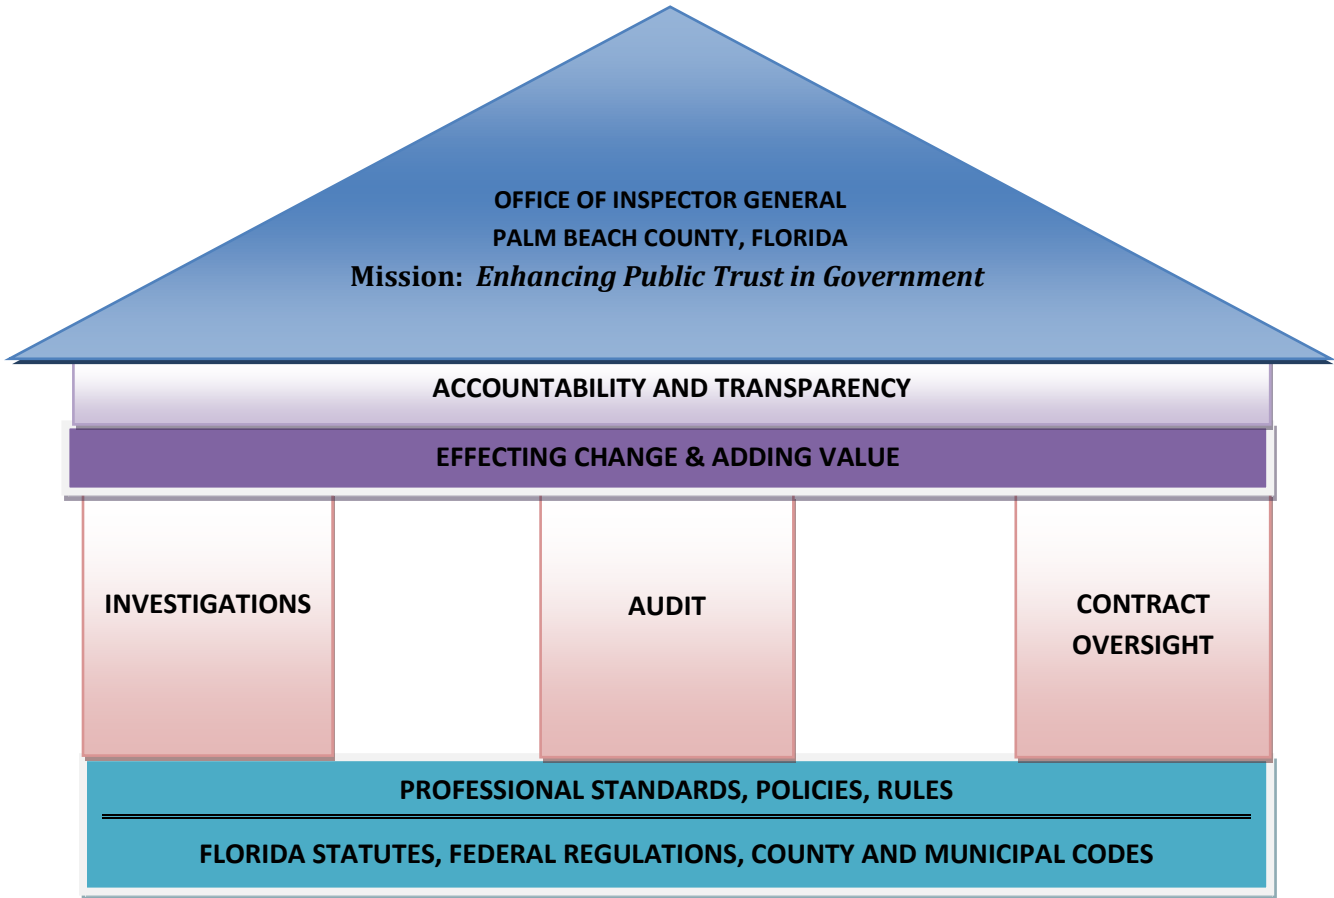 OFFICE OF INSPECTOR GENERAL
PALM BEACH COUNTY, FLORIDA
Mission: Enhancing Public Trust in Government
ACCOUNTABILITY AND TRANSPARENCY
EFFECTING CHANGE & ADDING VALUE
INVESTIGATIONS
AUDIT
CONTRACT
OVERSIGHT
PROFESSIONAL STANDARDS, POLICIES, RULES
FLORIDA STATUTES, FEDERAL REGULATIONS, COUNTY AND MUNICIPAL CODES